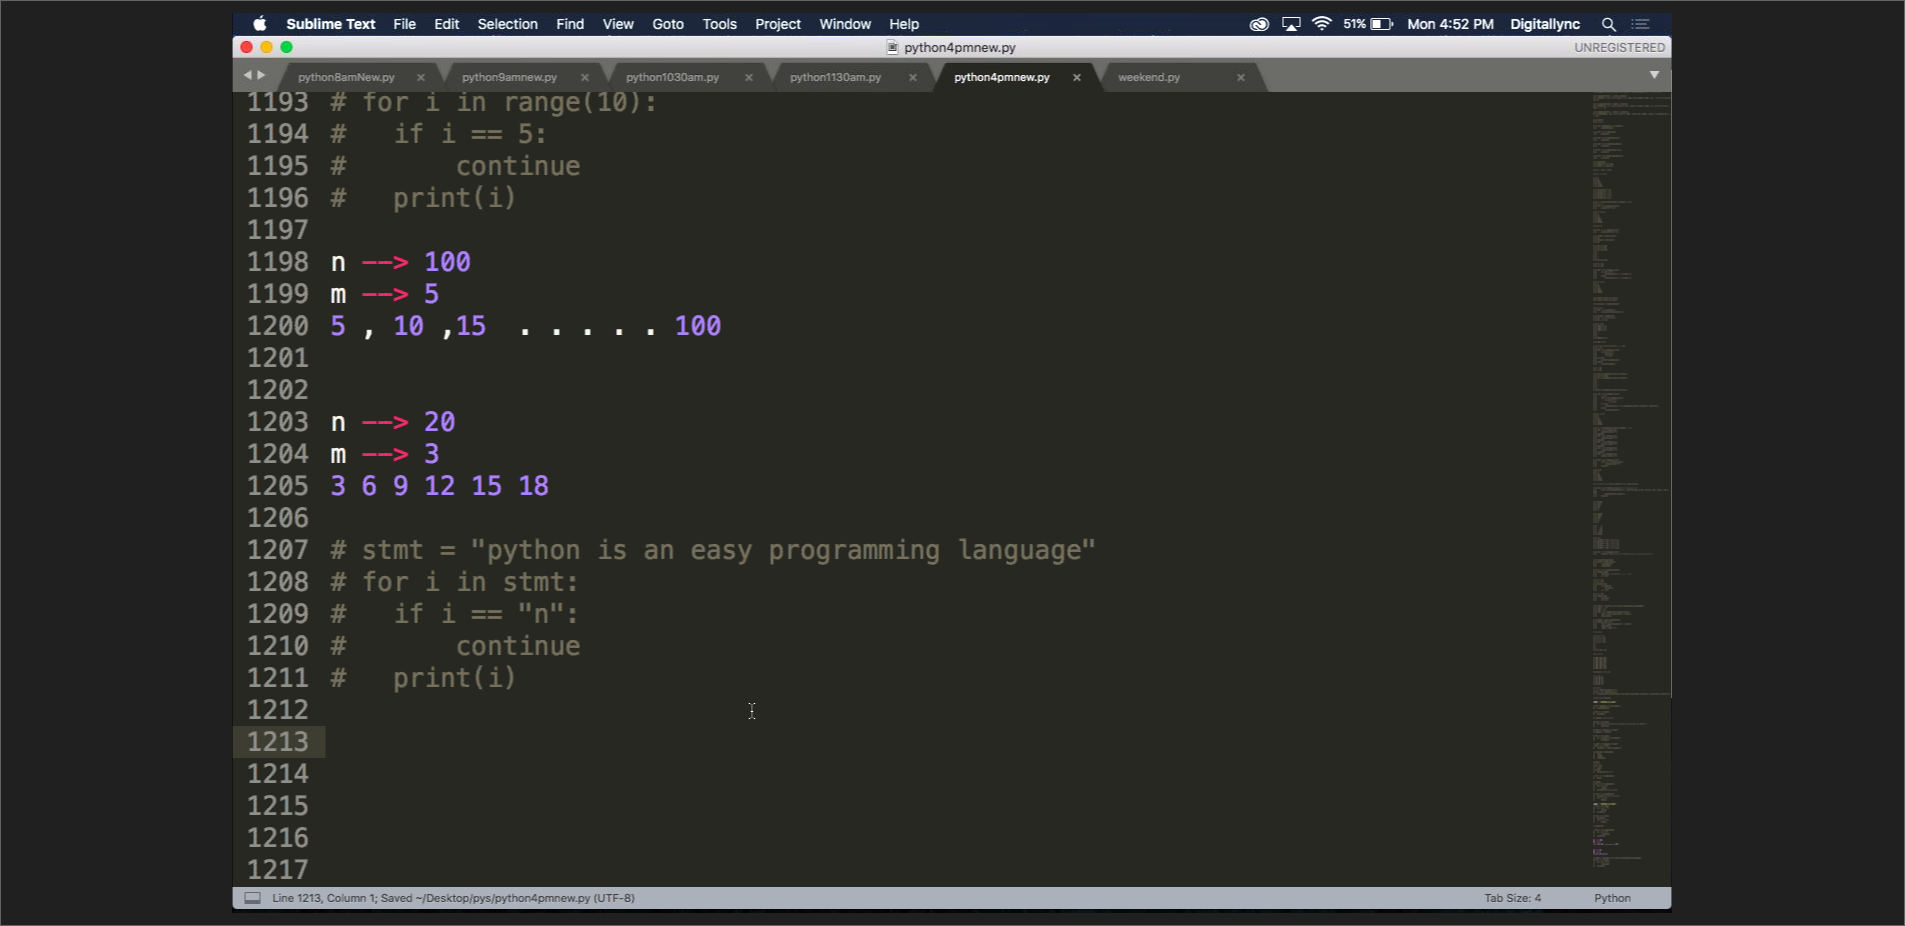 Sublime Text File Edit Selection Find View Goto Tools Project Window Help 51% Mon 4:52 PM Digitallync
python4pmnew.py UNREGISTERED
python8amNew.py × python9amnew.py × python1030am.py × python1130am.py × python4pmnew.py × weekend.py ×
1193 # for i in range(10):
1194 #   if i == 5:
1195 #       continue
1196 #   print(i)
1197
1198 n --> 100
1199 m --> 5
1200 5 , 10 ,15  . . . . . 100
1201
1202
1203 n --> 20
1204 m --> 3
1205 3 6 9 12 15 18
1206
1207 # stmt = "python is an easy programming language"
1208 # for i in stmt:
1209 #   if i == "n":
1210 #       continue
1211 #   print(i)
1212
1213
1214
1215
1216
1217
Line 1213, Column 1; Saved ~/Desktop/pys/python4pmnew.py (UTF-8) Tab Size: 4 Python